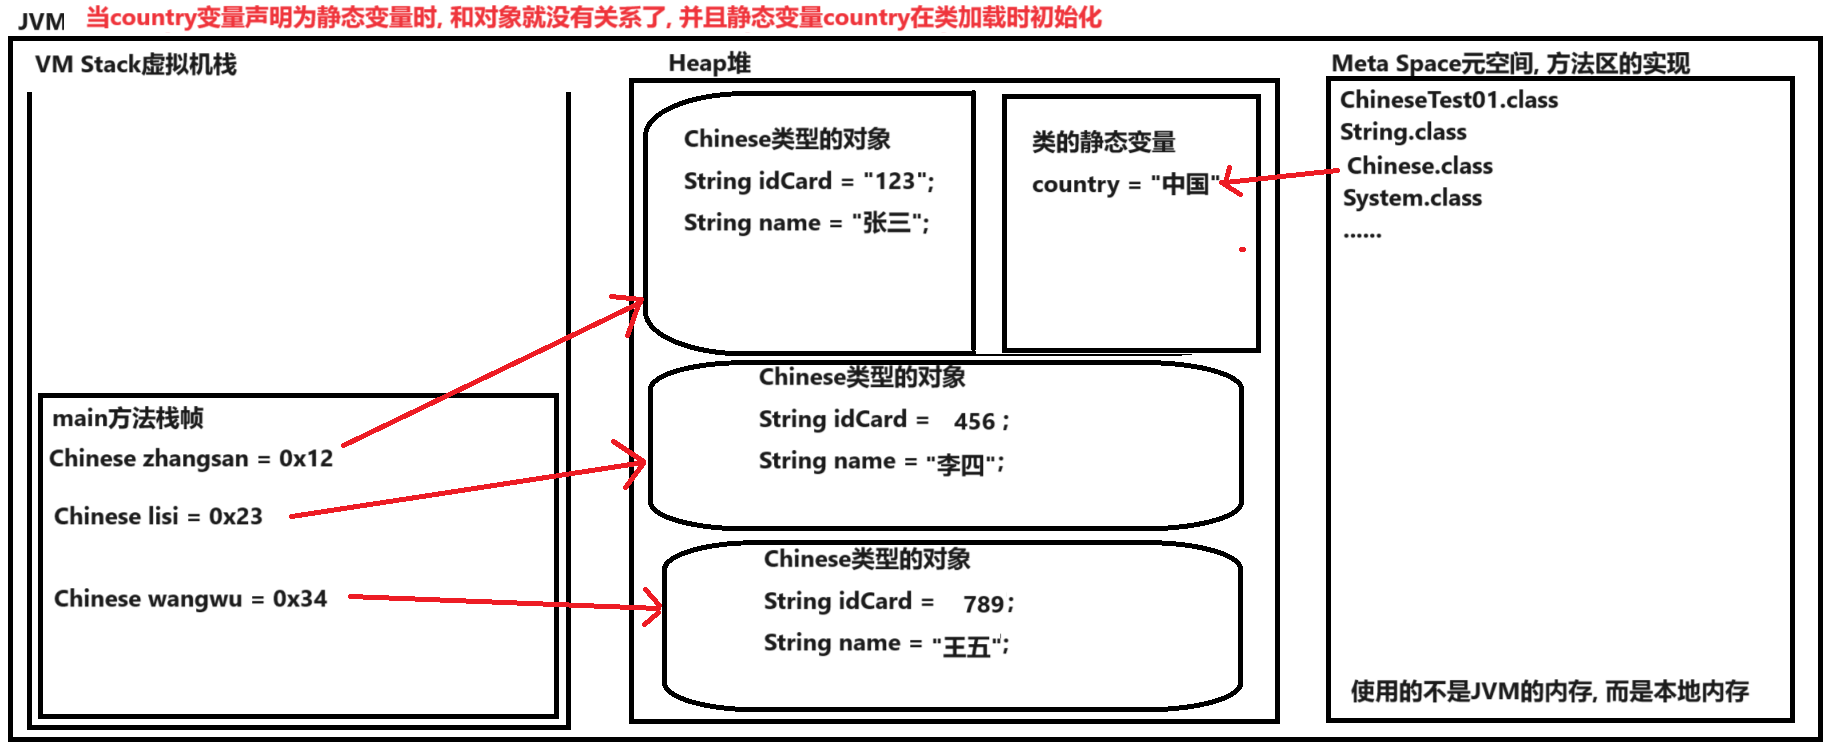 JVM 当country变量声明为静态变量时, 和对象就没有关系了, 并且静态变量country在类加载时初始化
VM Stack虚拟机栈
main方法栈帧
Chinese zhangsan = 0x12
Chinese lisi = 0x23
Chinese wangwu = 0x34
Heap堆
Chinese类型的对象
String idCard = "123";
String name = "张三";
类的静态变量
country = "中国"
Chinese类型的对象
String idCard = 456 ;
String name = "李四";
Chinese类型的对象
String idCard = 789;
String name = "王五";
Meta Space元空间, 方法区的实现
ChineseTest01.class
String.class
Chinese.class
System.class
......
使用的不是JVM的内存, 而是本地内存